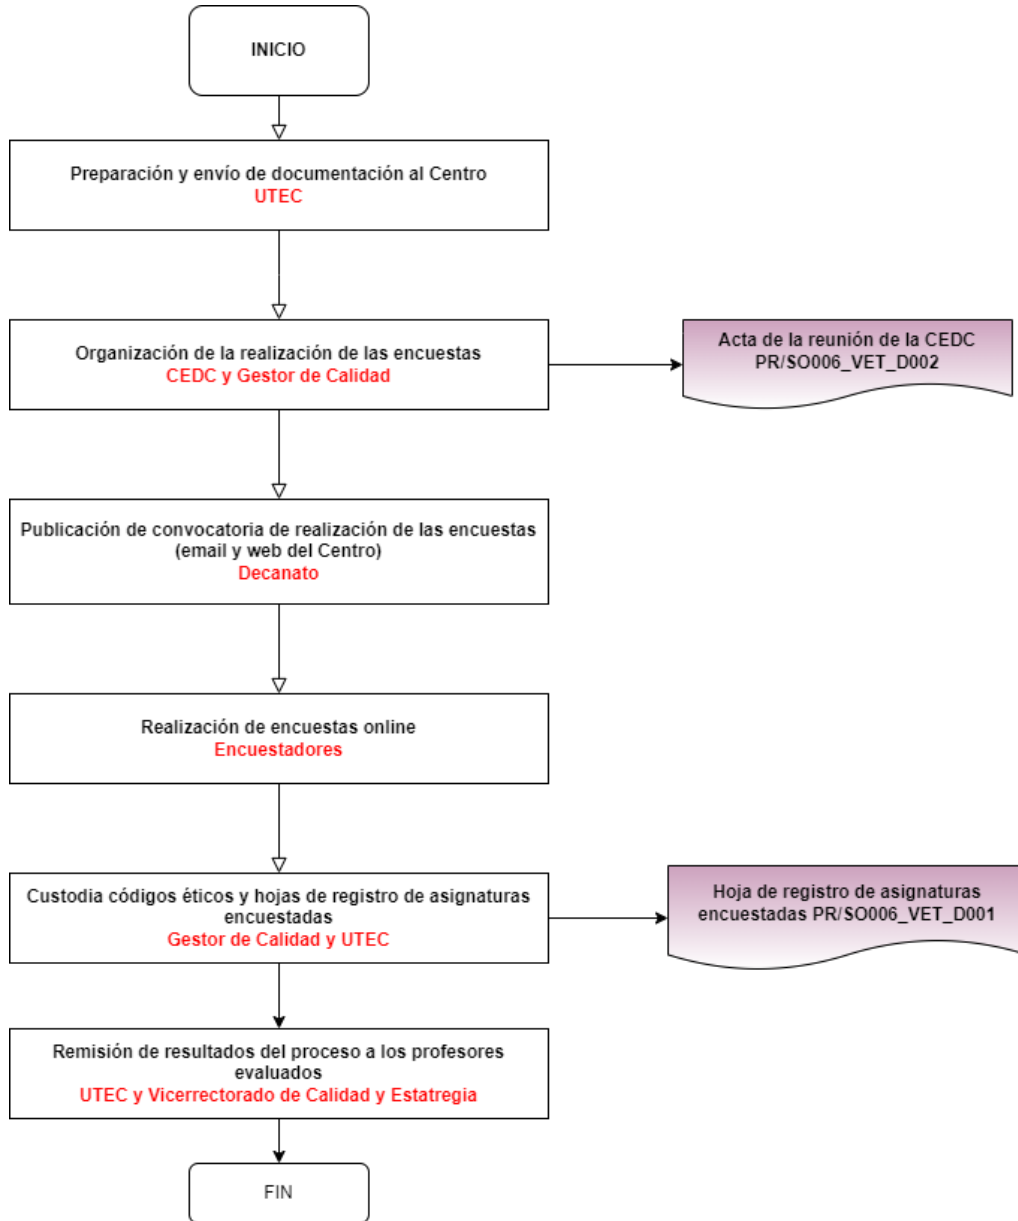 INICIO
Preparación y envío de documentación al Centro
UTEC
Organización de la realización de las encuestas
CEDC y Gestor de Calidad
Acta de la reunión de la CEDC
PR/SO006_VET_D002
Publicación de convocatoria de realización de las encuestas
(email y web del Centro)
Decanato
Realización de encuestas online
Encuestadores
Custodia códigos éticos y hojas de registro de asignaturas
encuestadas
Gestor de Calidad y UTEC
Hoja de registro de asignaturas
encuestadas PR/SO006_VET_D001
Remisión de resultados del proceso a los profesores
evaluados
UTEC y Vicerrectorado de Calidad y Estatregia
FIN